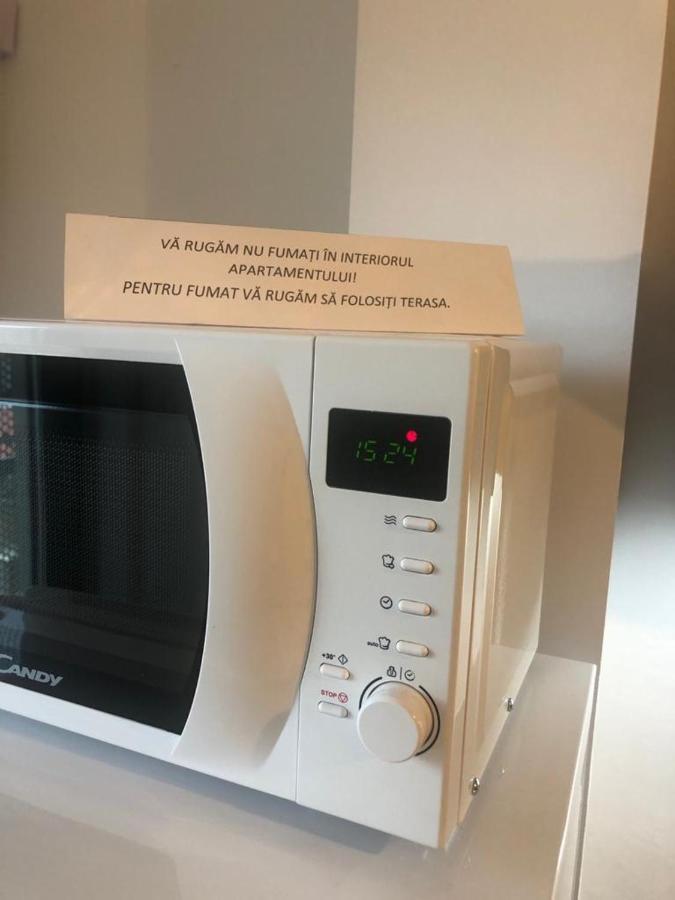 VĂ RUGĂM NU FUMAȚI ÎN INTERIORUL
APARTAMENTULUI!
PENTRU FUMAT VĂ RUGĂM SĂ FOLOSIȚI TERASA.
15:24
auto
+30"
STOP
CANDY